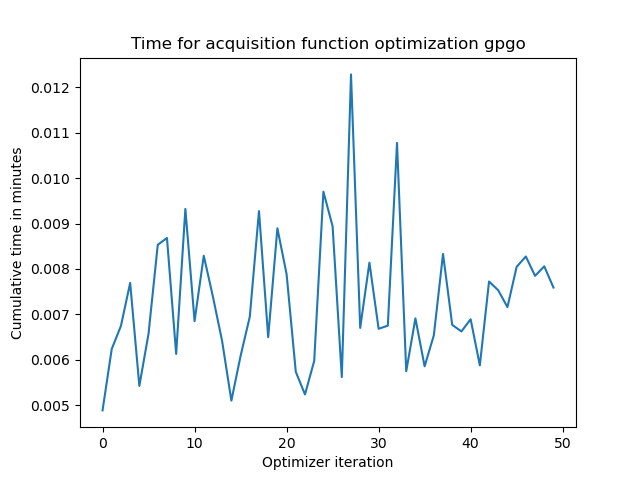 Time for acquisition function optimization gpgo
0.012
0.011
0.010
0.009
0.008
0.007
0.006
0.005
Cumulative time in minutes
0 10 20 30 40 50
Optimizer iteration